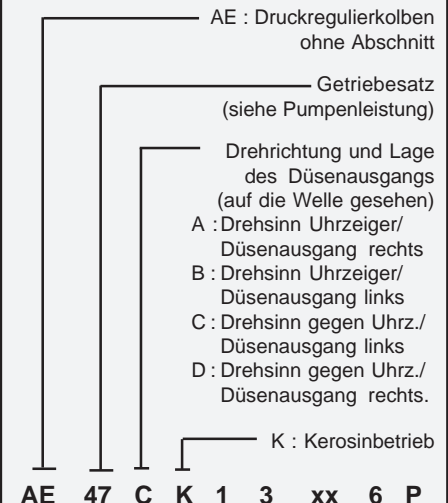 AE : Druckregulierkolben
ohne Abschnitt
Getriebesatz
(siehe Pumpenleistung)
Drehrichtung und Lage
des Düsenausgangs
(auf die Welle gesehen)
A : Drehsinn Uhrzeiger/
Düsenausgang rechts
B : Drehsinn Uhrzeiger/
Düsenausgang links
C : Drehsinn gegen Uhrz./
Düsenausgang links
D : Drehsinn gegen Uhrz./
Düsenausgang rechts.
K : Kerosinbetrieb
AE 47 C K 1 3 xx 6 P